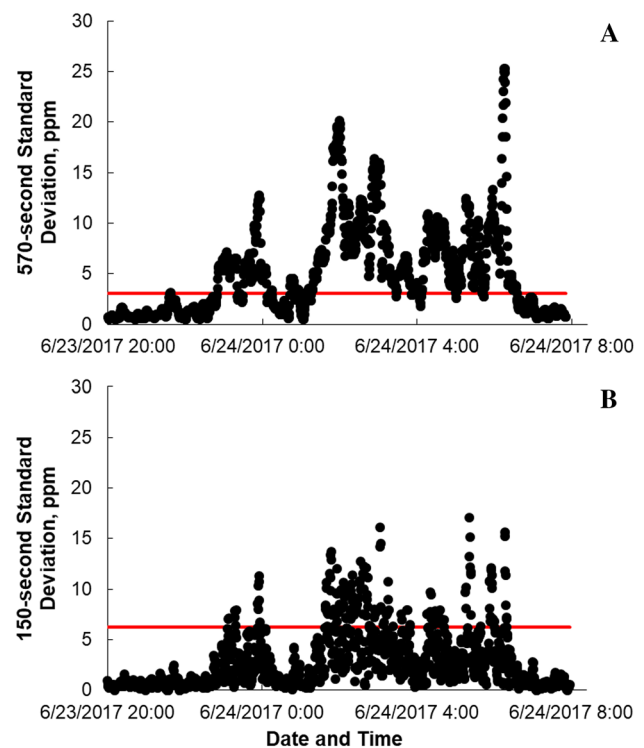 A
570-second Standard
Deviation, ppm
30
25
20
15
10
5
0
6/23/2017 20:00 6/24/2017 0:00 6/24/2017 4:00 6/24/2017 8:00
B
150-second Standard
Deviation, ppm
30
25
20
15
10
5
0
6/23/2017 20:00 6/24/2017 0:00 6/24/2017 4:00 6/24/2017 8:00
Date and Time